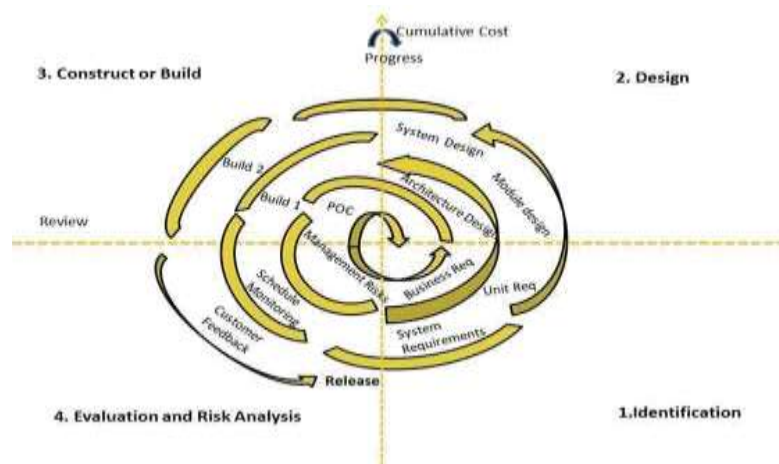 Cumulative Cost
Progress
3. Construct or Build
2. Design
System Design
Build 2
Module design
Build 1
POC
Architecture Design
Review
Management Risks
Business Req
Schedule
Monitoring
Unit Req
Customer
Feedback
System
Requirements
Release
4. Evaluation and Risk Analysis
1.Identification